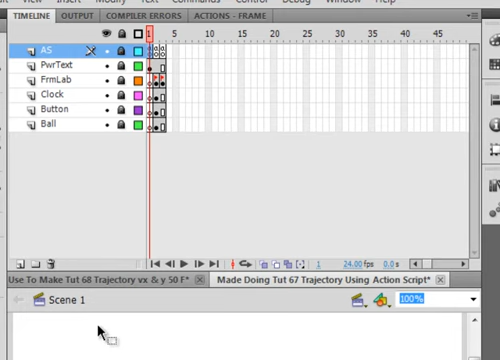 Insert Modify Text Commands Control Debug Window Help
TIMELINE OUTPUT COMPILER ERRORS ACTIONS - FRAME
1 5 10 15 20 25 30 35 40 45
AS
PwrText
FrmLab
Clock
Button
Ball
1 24.00 fps 0.0 s
Use To Make Tut 68 Trajectory vx & y 50 F* Made Doing Tut 67 Trajectory Using Action Script*
Scene 1 100%